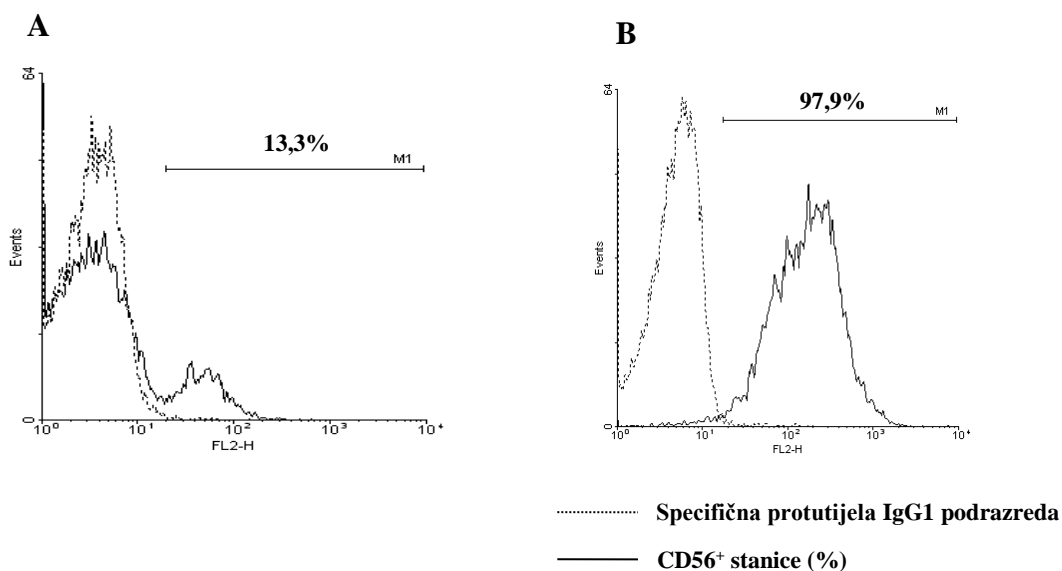 A
64
13,3%
M1
Events
0
10⁰ 10¹ 10² 10³ 10⁴
FL2-H
B
64
97,9%
M1
Events
0
10⁰ 10¹ 10² 10³ 10⁴
FL2-H
Specifična protutijela IgG1 podrazreda
CD56⁺ stanice (%)